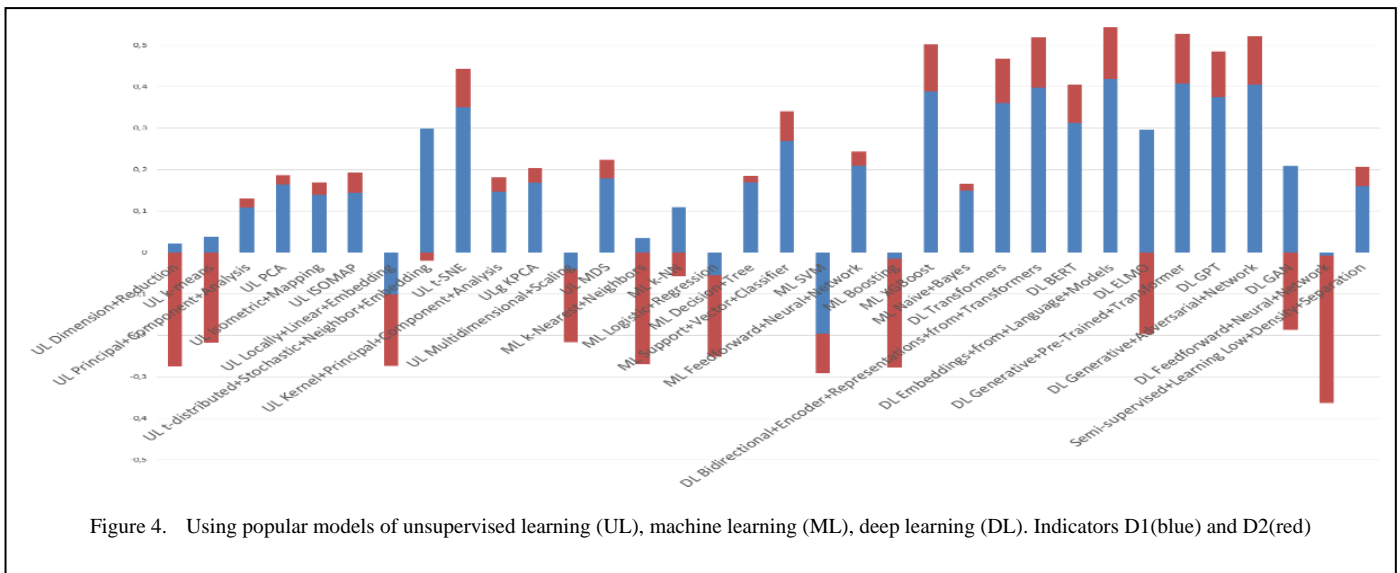 0,5
0,4
0,3
0,2
0,1
0
-0,3
-0,4
-0,5
UL Dimension+Reduction
UL k-means
UL Principal+Component+Analysis
UL PCA
UL Isometric+Mapping
UL ISOMAP
UL Locally+Linear+Embedding
UL t-distributed+Stochastic+Neighbor+Embedding
UL t-SNE
UL Kernel+Principal+Component+Analysis
ULg KPCA
UL Multidimensional+Scaling
UL MDS
ML k-Nearest+Neighbors
ML k-NN
ML Logistic+Regression
ML Decision+Tree
ML Support+Vector+Classifier
ML SVM
ML Feedforward+Neural+Network
ML Boosting
ML XGBoost
ML Naive+Bayes
DL Transformers
DL Bidirectional+Encoder+Representations+from+Transformers
DL BERT
DL Embeddings+from+Language+Models
DL ELMO
DL Generative+Pre-Trained+Transformer
DL GPT
DL Generative+Adversarial+Network
DL GAN
DL Feedforward+Neural+Network
Semi-supervised+Learning Low+Density+Separation
Figure 4. Using popular models of unsupervised learning (UL), machine learning (ML), deep learning (DL). Indicators D1(blue) and D2(red)